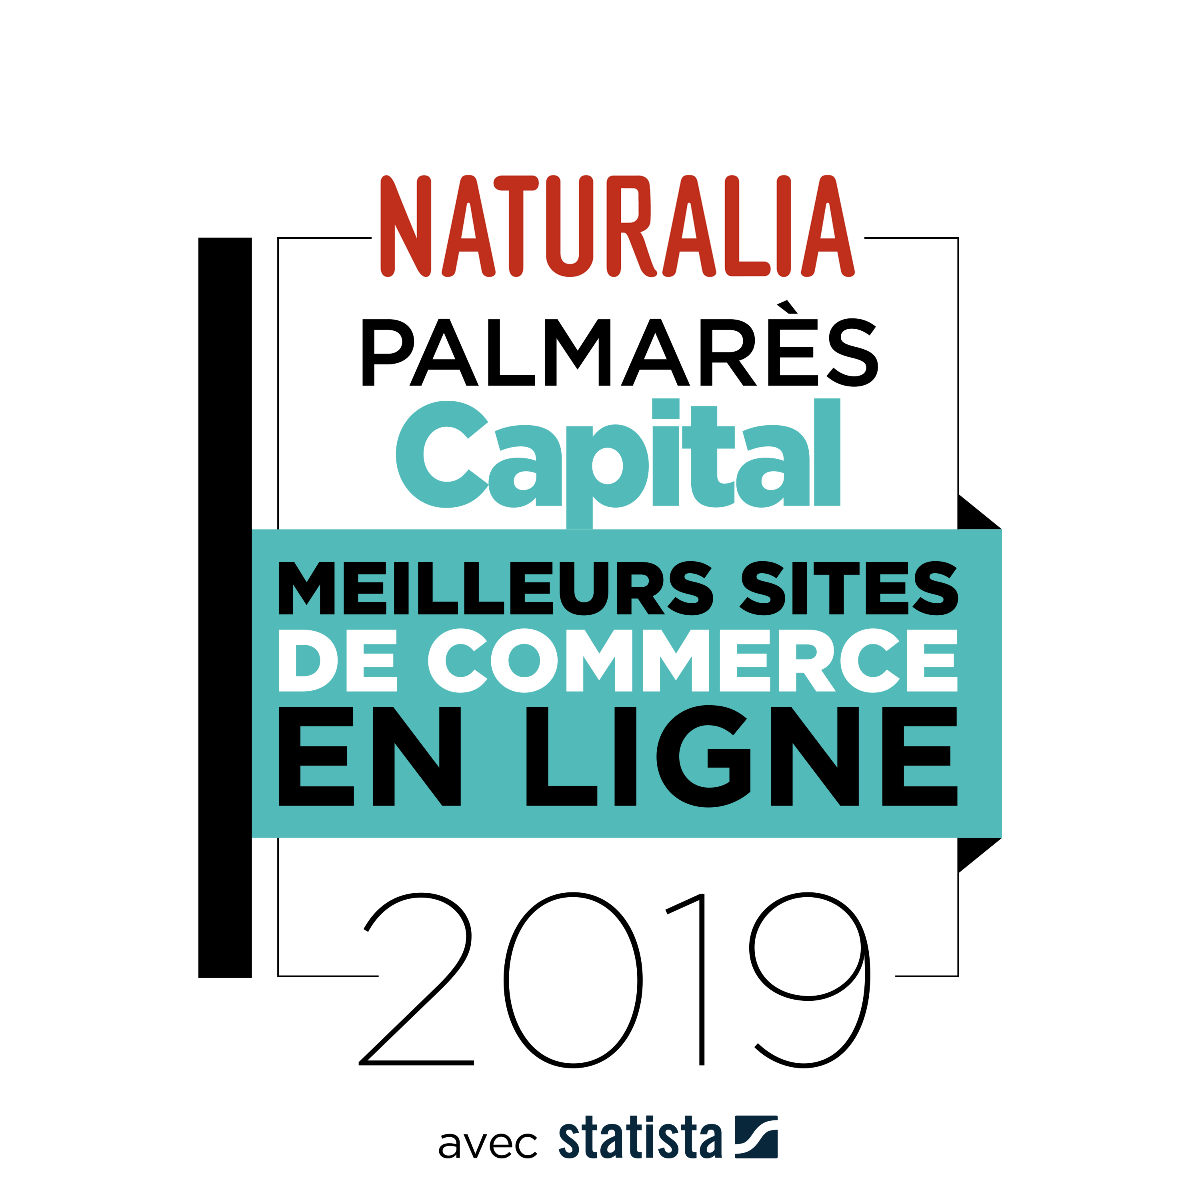 NATURALIA
PALMARÈS
Capital
MEILLEURS SITES
DE COMMERCE
EN LIGNE
2019
avec statista